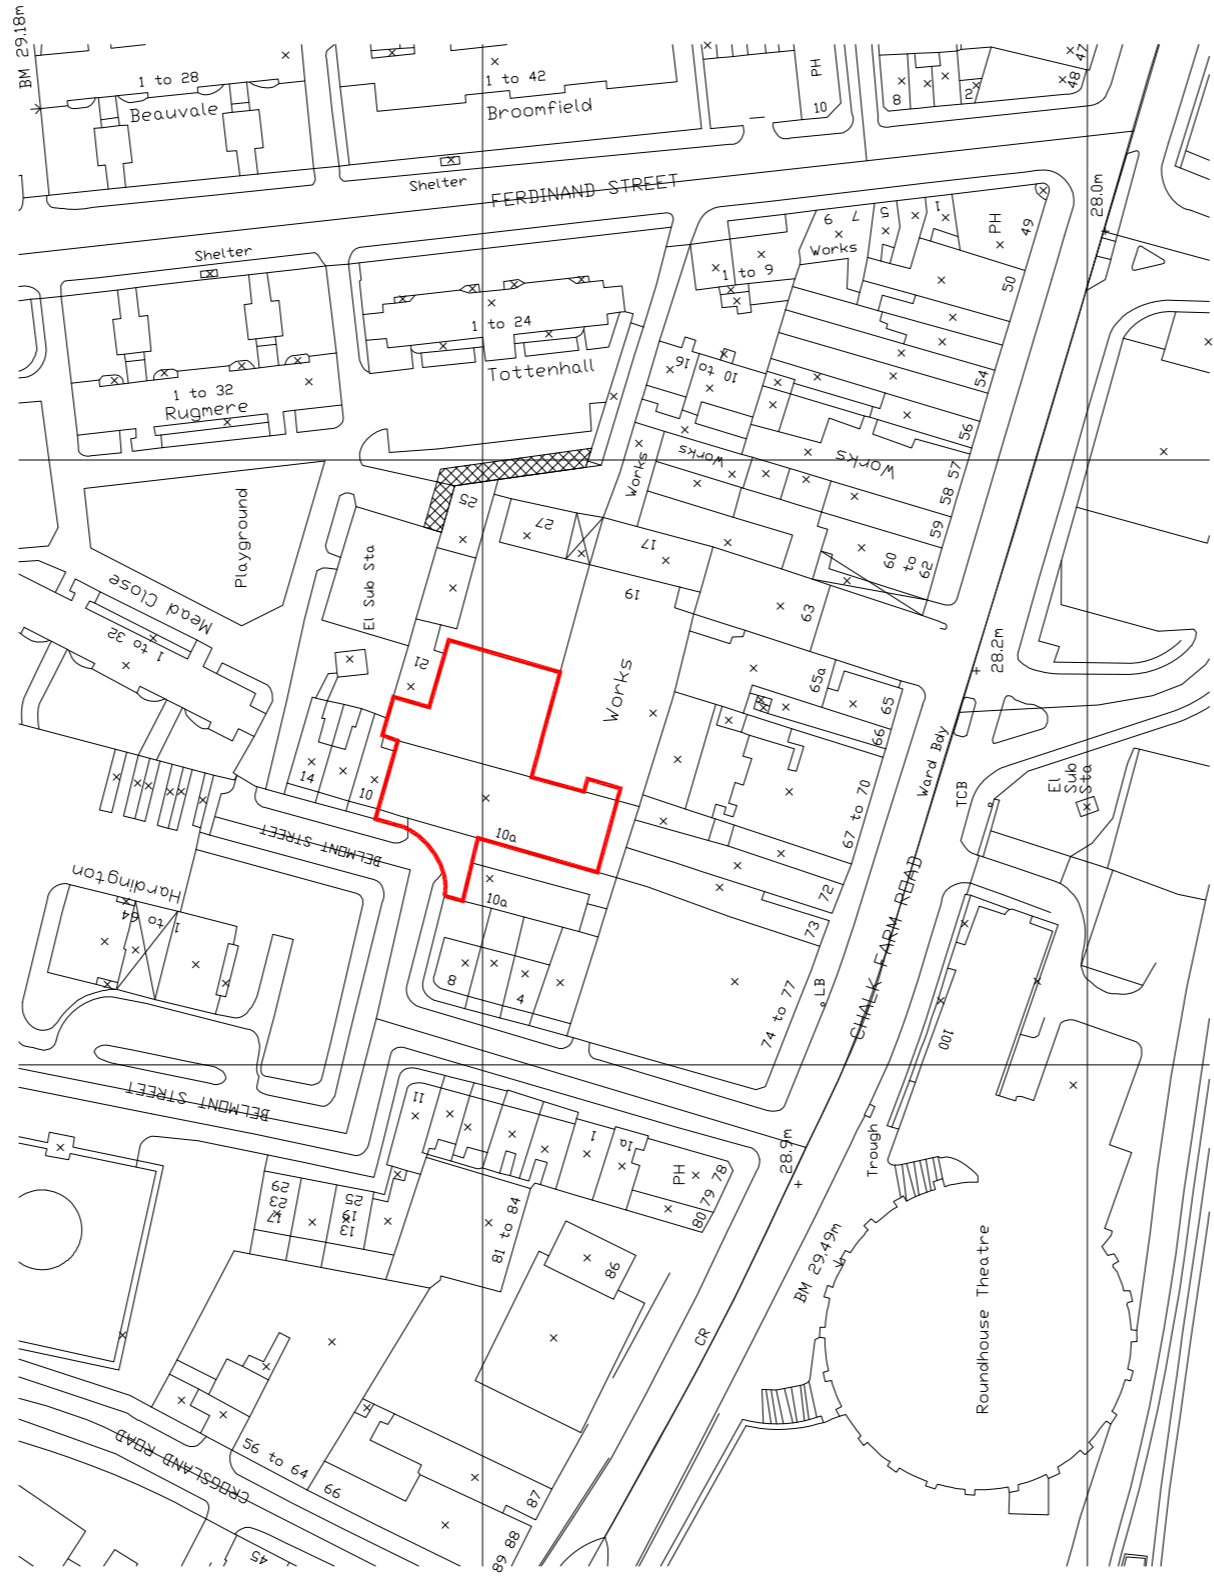 BM 29.18m
1 to 28
Beauvale
1 to 42
Broomfield
PH
10
8
2
48
47
Shelter
FERDINAND STREET
28.0m
Shelter
9
7
5
1
PH
49
Works
1 to 9
50
1 to 24
Tottenhall
10 to 16
54
1 to 32
Rugmere
56
Works
Works
Works
57
58
Playground
25
27
17
59
60
to
62
El Sub Sta
Mead Close
1 to 32
19
63
28.2m
21
Works
65a
65
66
14
10
Ward Bdy
TCB
El
Sub
Sta
BELMONT STREET
10a
67 to 70
Hardington
1 to 64
10a
72
73
CHALK FARM ROAD
8
4
74 to 77
LB
100
BELMONT STREET
11
1
1a
PH
78
79
80
28.9m
Trough
29
23
17
25
19
13
81 to 84
86
BM 29.49m
Roundhouse Theatre
CR
CROGSLAND ROAD
56 to 64
66
87
88
89
45